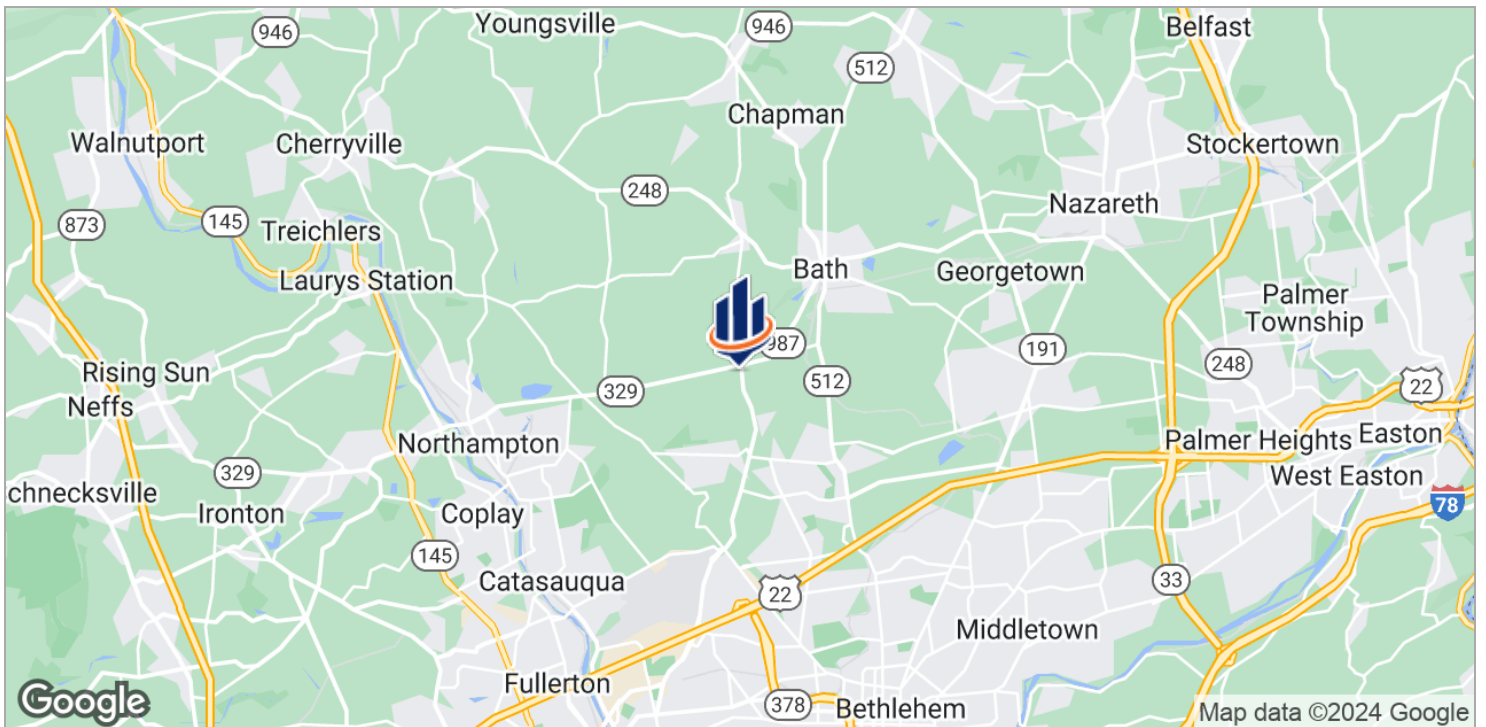 Youngsville
946
946
Belfast
512
Chapman
Walnutport
Cherryville
Stockertown
248
Nazareth
873
145
Treichlers
Bath
Georgetown
Laurys Station
Palmer
Township
987
191
248
Rising Sun
512
329
22
Neffs
Northampton
Palmer Heights
Easton
329
West Easton
chnecksville
78
Ironton
Coplay
145
Catasauqua
33
22
Middletown
Fullerton
378
Bethlehem
Google
Map data ©2024 Google